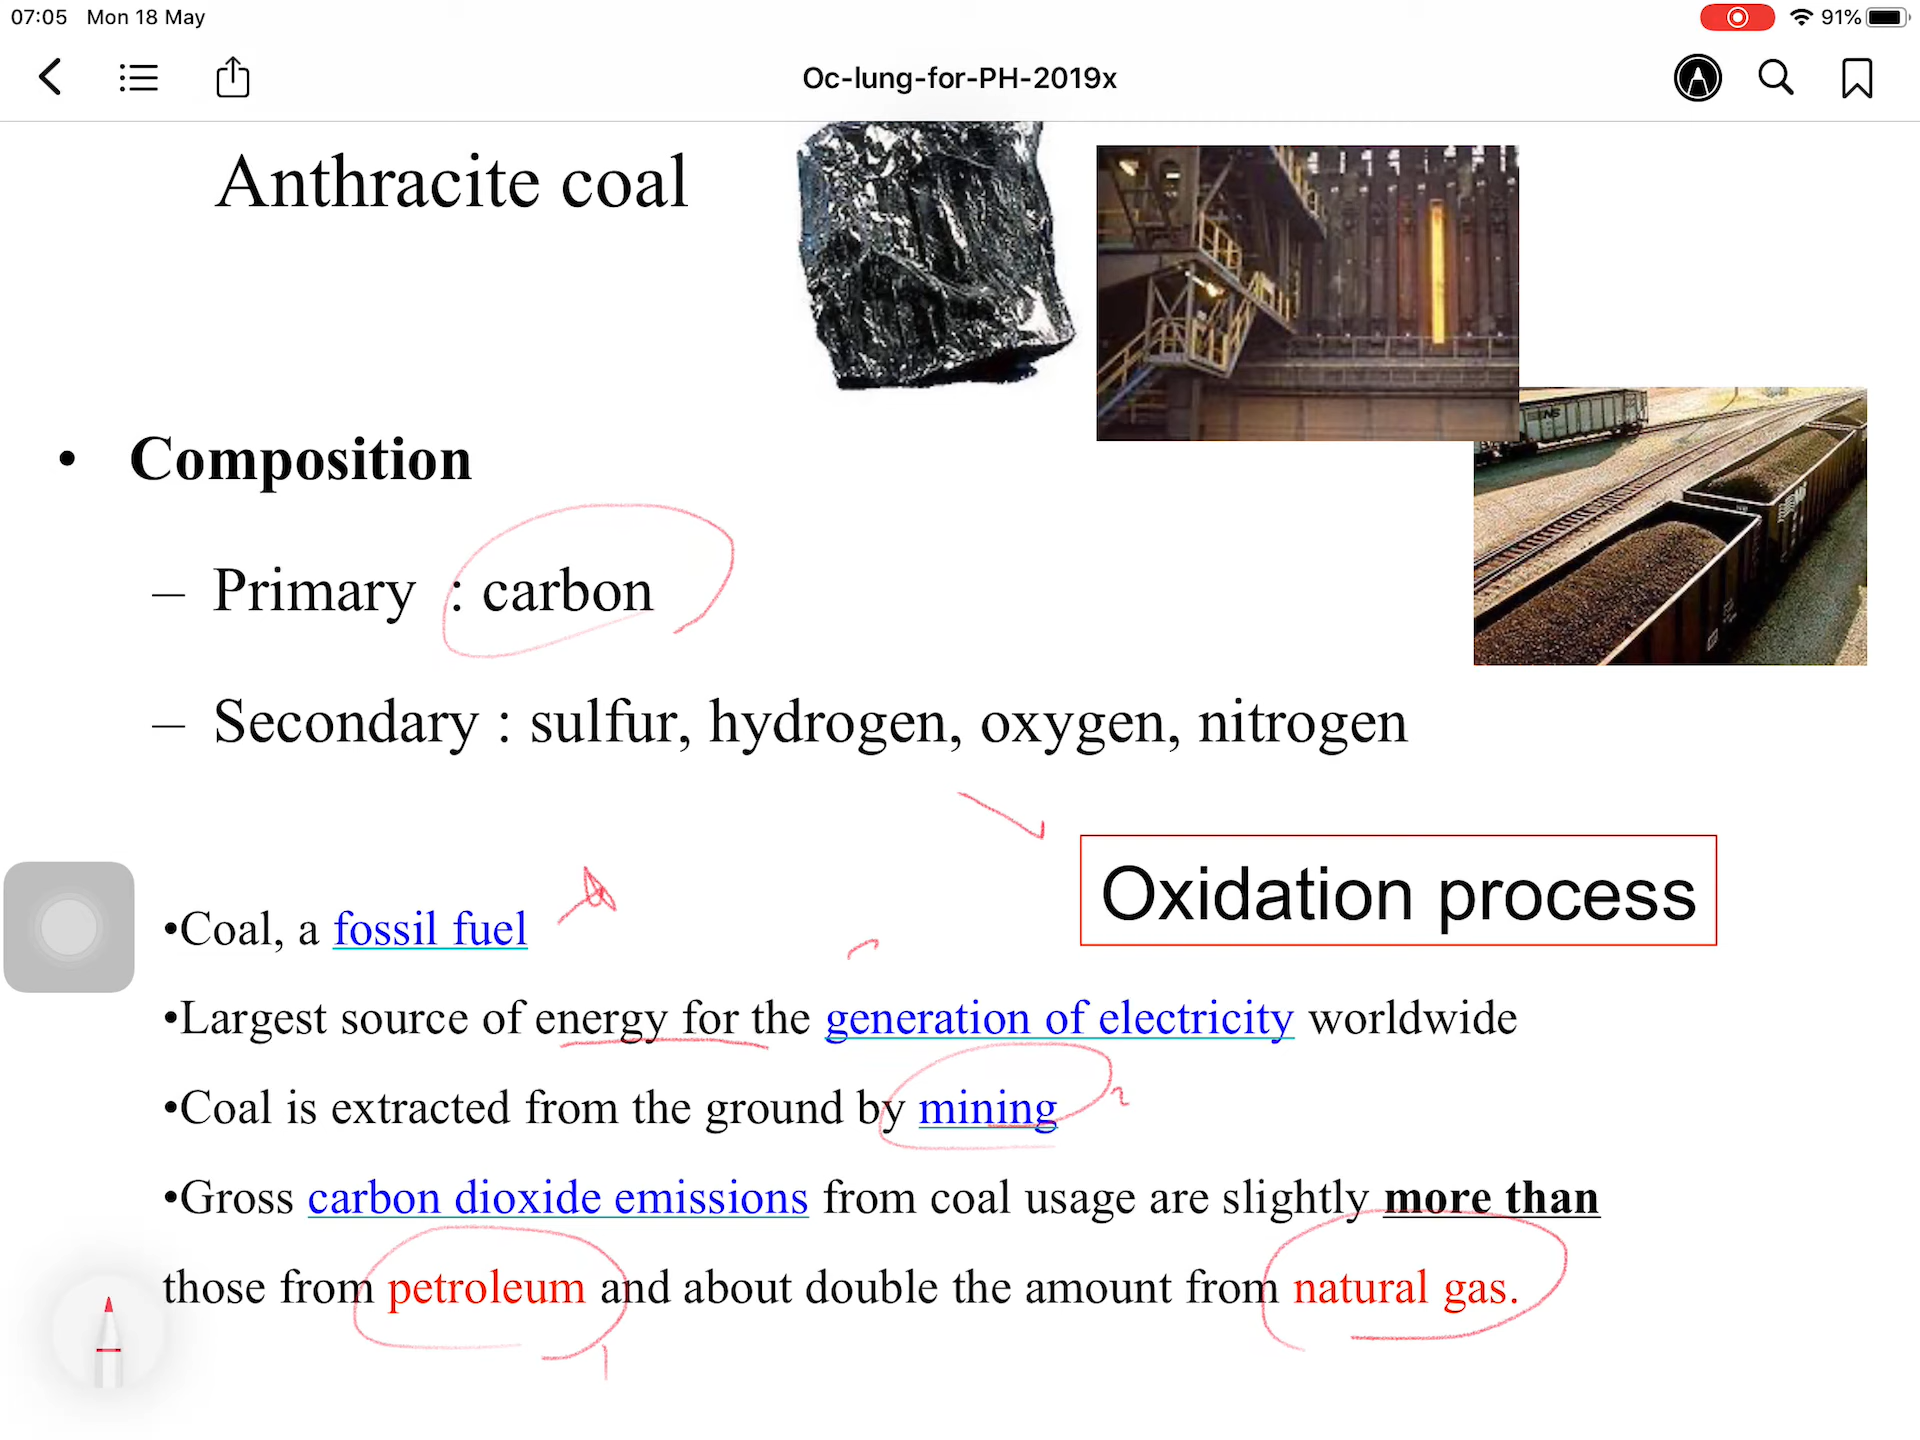 07:05 Mon 18 May
91%
Oc-lung-for-PH-2019x
Anthracite coal
NS
• Composition
– Primary : carbon
– Secondary : sulfur, hydrogen, oxygen, nitrogen
Oxidation process
•Coal, a fossil fuel
•Largest source of energy for the generation of electricity worldwide
•Coal is extracted from the ground by mining
•Gross carbon dioxide emissions from coal usage are slightly more than
those from petroleum and about double the amount from natural gas.